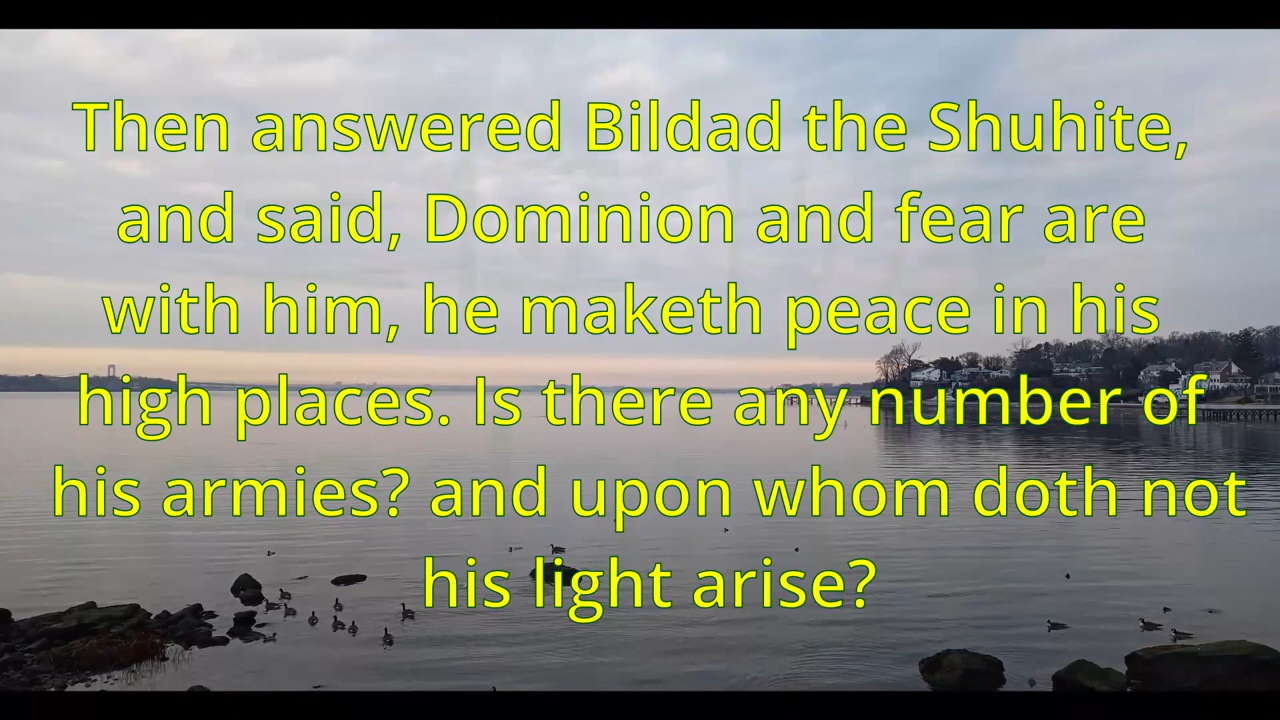 Then answered Bildad the Shuhite,
and said, Dominion and fear are
with him, he maketh peace in his
high places. Is there any number of
his armies? and upon whom doth not
his light arise?